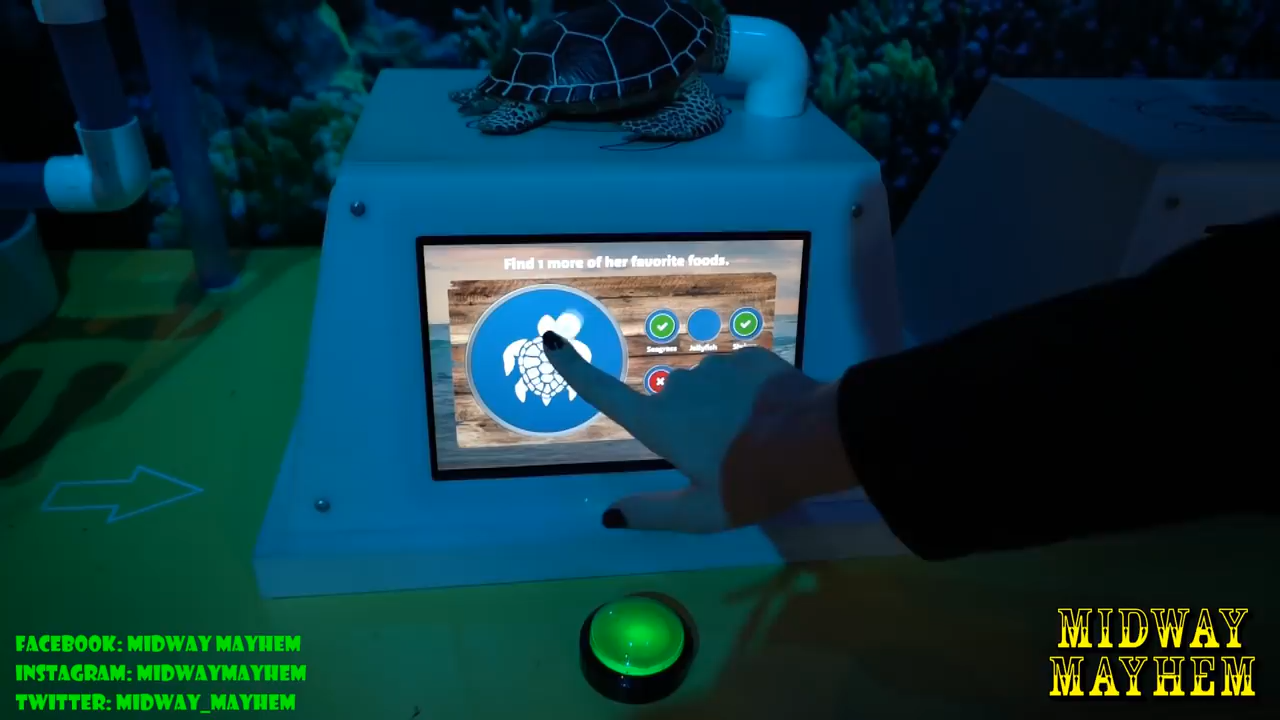 Find 1 more of her favorite foods.
Seagrass Jellyfish
FACEBOOK: MIDWAY MAYHEM
INSTAGRAM: MIDWAYMAYHEM
TWITTER: MIDWAY_MAYHEM
MIDWAY
MAYHEM